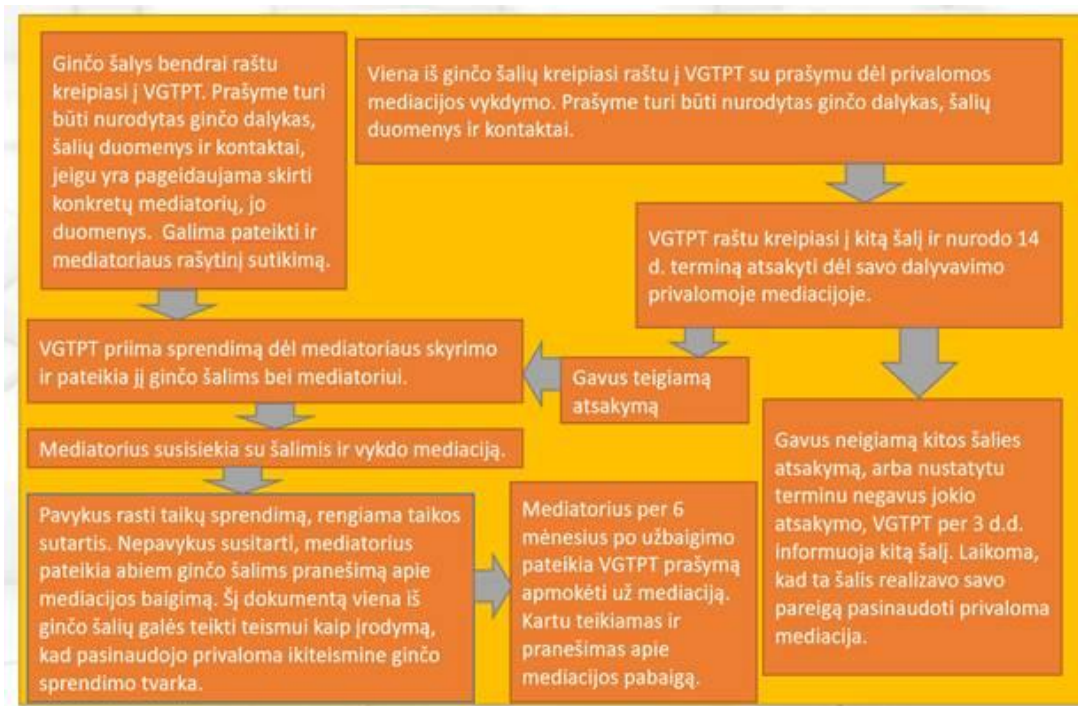 Ginčo šalys bendrai raštu
kreipiasi į VGTPT. Prašyme turi
būti nurodytas ginčo dalykas,
šalių duomenys ir kontaktai,
jeigu yra pageidaujama skirti
konkretų mediatorių, jo
duomenys. Galima pateikti ir
mediatoriaus rašytinį sutikimą.
Viena iš ginčo šalių kreipiasi raštu į VGTPT su prašymu dėl privalomos
mediacijos vykdymo. Prašyme turi būti nurodytas ginčo dalykas, šalių
duomenys ir kontaktai.
VGTPT raštu kreipiasi į kitą šalį ir nurodo 14
d. terminą atsakyti dėl savo dalyvavimo
privalomoje mediacijoje.
VGTPT priima sprendimą dėl mediatoriaus skyrimo
ir pateikia jį ginčo šalims bei mediatoriui.
Gavus teigiamą
atsakymą
Mediatorius susisiekia su šalimis ir vykdo mediaciją.
Gavus neigiamą kitos šalies
atsakymą, arba nustatytu
terminu negavus jokio
atsakymo, VGTPT per 3 d.d.
informuoja kitą šalį. Laikoma,
kad ta šalis realizavo savo
pareigą pasinaudoti privaloma
mediacija.
Pavykus rasti taikų sprendimą, rengiama taikos
sutartis. Nepavykus susitarti, mediatorius
pateikia abiem ginčo šalims pranešimą apie
mediacijos baigimą. Šį dokumentą viena iš
ginčo šalių galės teikti teismui kaip įrodymą,
kad pasinaudojo privaloma ikiteismine ginčo
sprendimo tvarka.
Mediatorius per 6
mėnesius po užbaigimo
pateikia VGTPT prašymą
apmokėti už mediaciją.
Kartu teikiamas ir
pranešimas apie
mediacijos pabaigą.